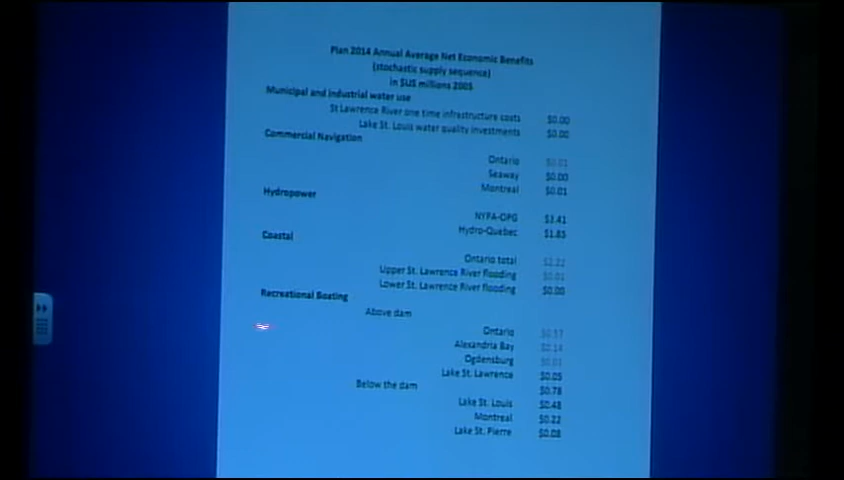 Plan 2014 Annual Average Net Economic Benefits
(stochastic supply sequence)
in $US millions 2005
Municipal and industrial water use
St Lawrence River one time infrastructure costs $0.00
Lake St. Louis water quality investments $0.00
Commercial Navigation
Ontario
Seaway $0.00
Montreal $0.01
Hydropower
NYPA-OPG $3.41
Hydro-Quebec
Coastal
Ontario total
Upper St. Lawrence River flooding
Lower St. Lawrence River flooding $0.00
Recreational Boating
Above dam
Ontario
Alexandria Bay
Ogdensburg
Lake St. Lawrence $0.05
Below the dam $0.78
Lake St. Louis $0.48
Montreal $0.22
Lake St. Pierre $0.08